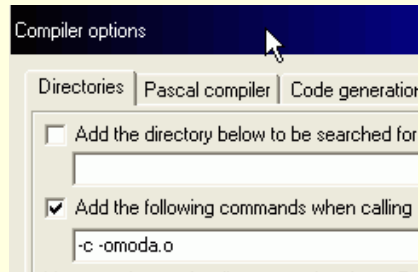 Compiler options
Directories Pascal compiler Code generation
Add the directory below to be searched for
Add the following commands when calling
-c -omoda.o